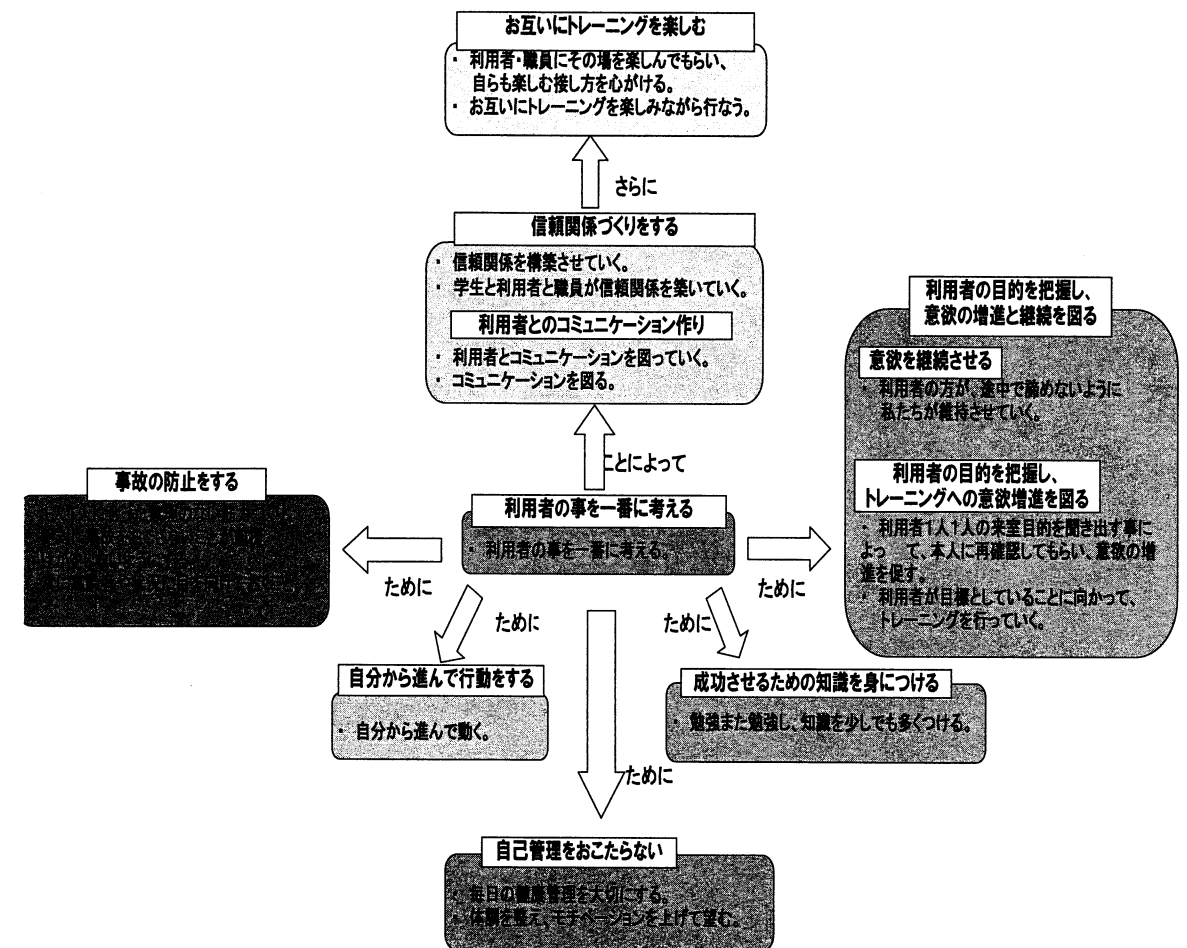 お互いにトレーニングを楽しむ
・ 利用者・職員にその場を楽しんでもらい、
自らも楽しむ接し方を心がける。
・ お互いにトレーニングを楽しみながら行なう。
さらに
信頼関係づくりをする
・ 信頼関係を構築させていく。
・ 学生と利用者と職員が信頼関係を築いていく。
利用者とのコミュニケーション作り
・ 利用者とコミュニケーションを図っていく。
・ コミュニケーションを図る。
ことによって
利用者の事を一番に考える
・ 利用者の事を一番に考える。
利用者の目的を把握し、
意欲の増進と継続を図る
意欲を継続させる
・ 利用者の方が、途中で諦めないように
私たちが維持させていく。
利用者の目的を把握し、
トレーニングへの意欲増進を図る
・ 利用者1人1人の来室目的を聞き出す事に
よっ て、本人に再確認してもらい、意欲の増
進を促す。
・ 利用者が目標としていることに向かって、
トレーニングを行っていく。
ために
事故の防止をする
ために
ために
自分から進んで行動をする
・ 自分から進んで動く。
ために
成功させるための知識を身につける
・ 勉強また勉強し、知識を少しでも多くつける。
ために
自己管理をおこたらない
・ 毎日の健康管理を大切にする。
・ 体調を整え、モチベーションを上げて望む。